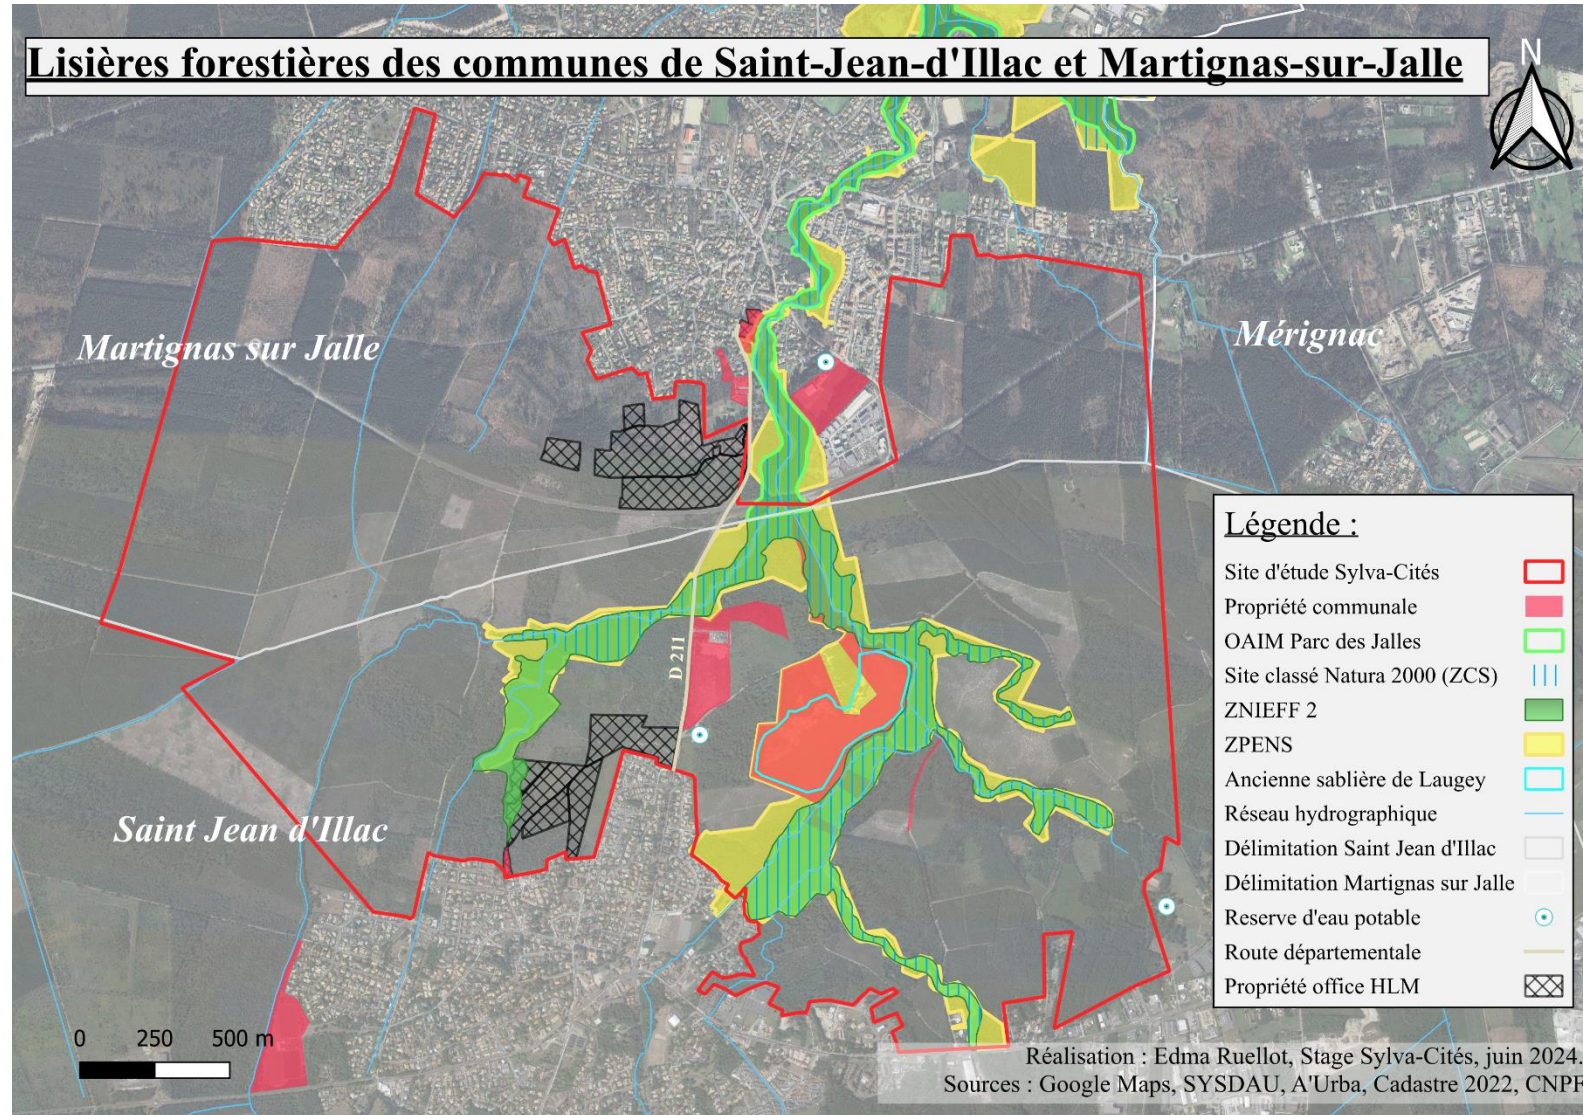 Lisières forestières des communes de Saint-Jean-d'Illac et Martignas-sur-Jalle
N
Martignas sur Jalle
Mérignac
D 211
Saint Jean d'Illac
Légende :
Site d'étude Sylva-Cités
Propriété communale
OAIM Parc des Jalles
Site classé Natura 2000 (ZCS)
ZNIEFF 2
ZPENS
Ancienne sablière de Laugey
Réseau hydrographique
Délimitation Saint Jean d'Illac
Délimitation Martignas sur Jalle
Reserve d'eau potable
Route départementale
Propriété office HLM
0 250 500 m
Réalisation : Edma Ruellot, Stage Sylva-Cités, juin 2024.
Sources : Google Maps, SYSDAU, A'Urba, Cadastre 2022, CNPF